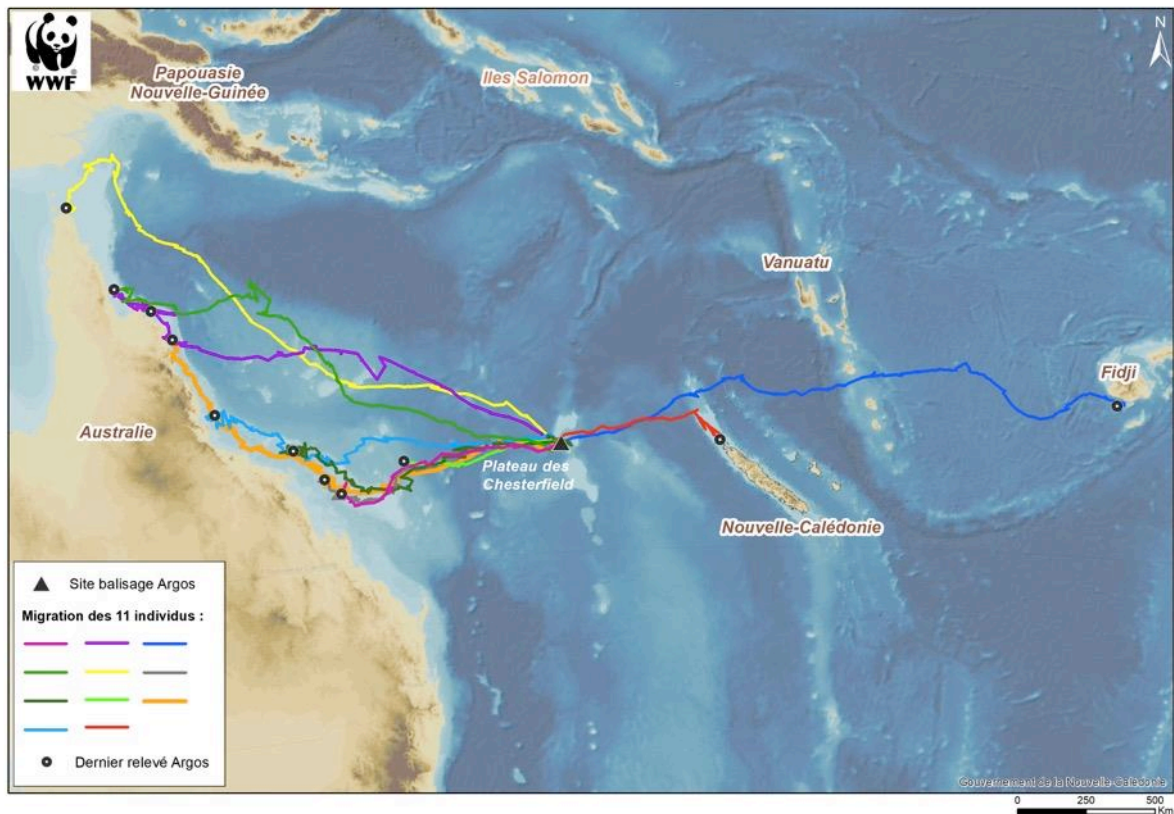 WWF
N
Papouasie
Nouvelle-Guinée
Iles Salomon
Vanuatu
Fidji
Australie
Plateau des
Chesterfield
Nouvelle-Calédonie
Site balisage Argos
Migration des 11 individus :
Dernier relevé Argos
Gouvernement de la Nouvelle-Calédonie
0 250 500
Km